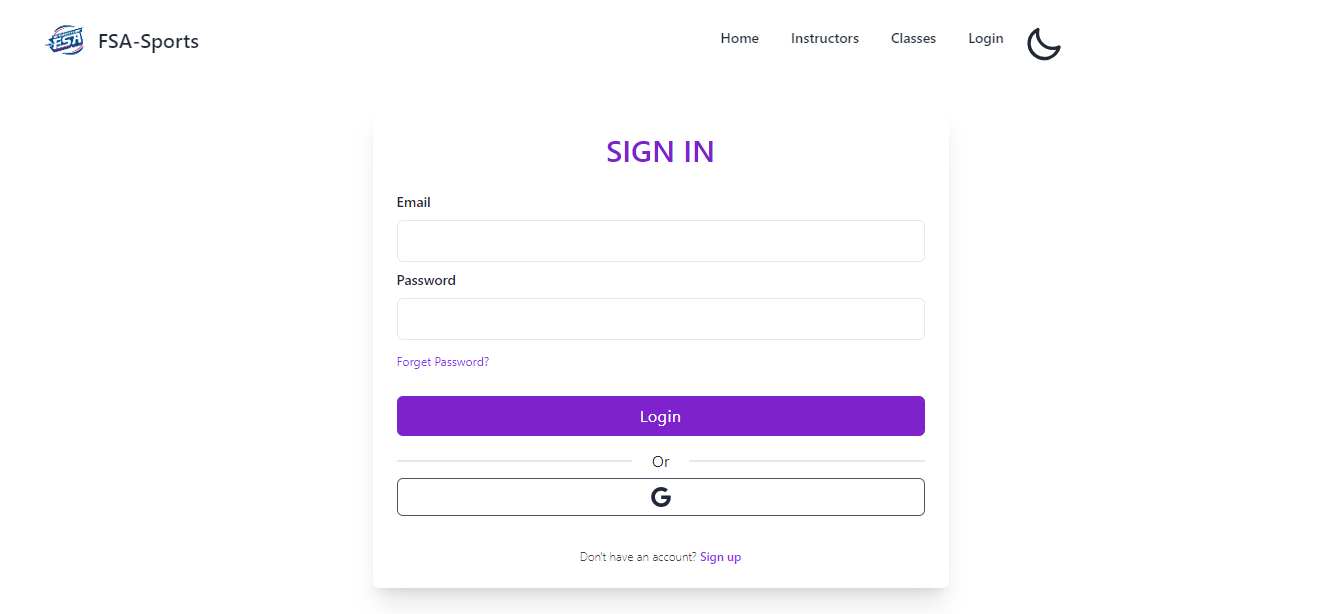 FSA
FSA-Sports
Home
Instructors
Classes
Login
SIGN IN
Email
Password
Forget Password?
Login
Or
G
Don't have an account? Sign up